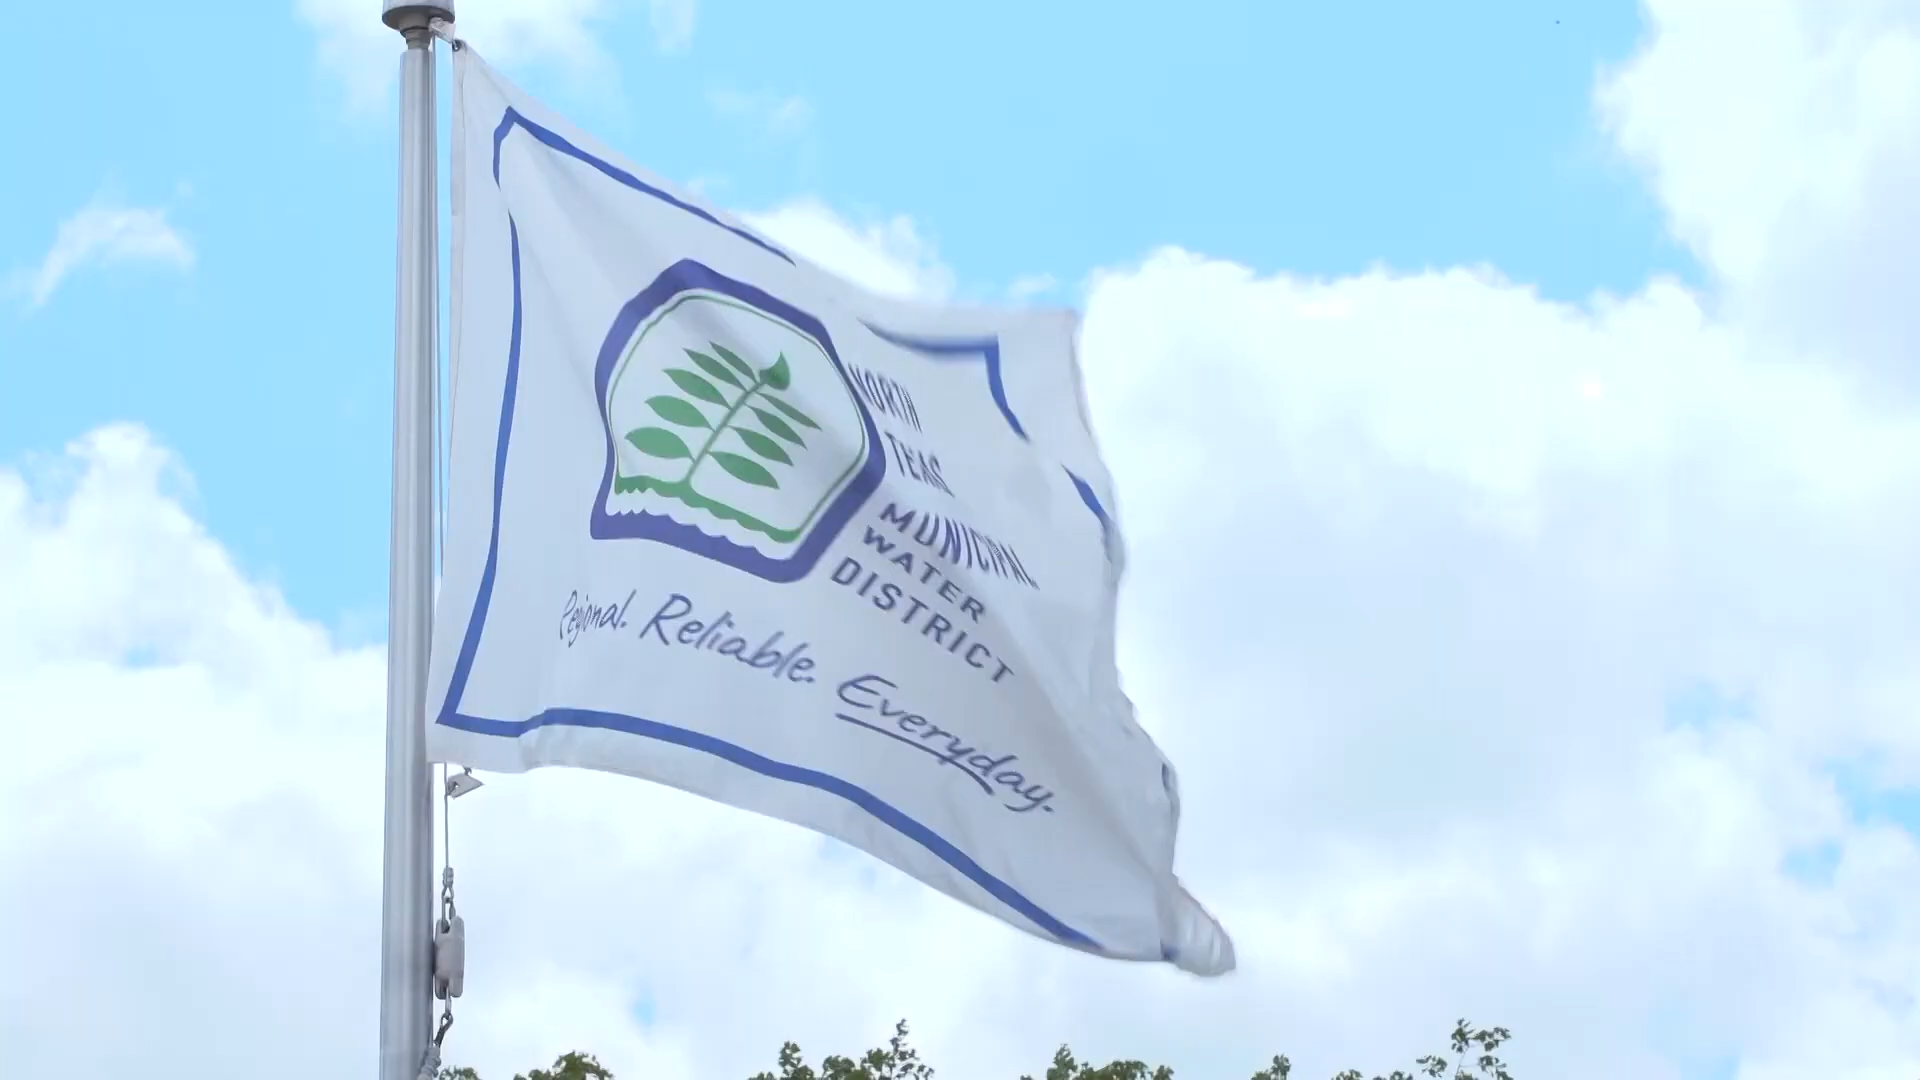 NORTH
TEXAS
MUNICIPAL
WATER
DISTRICT
Regional. Reliable. Everyday.